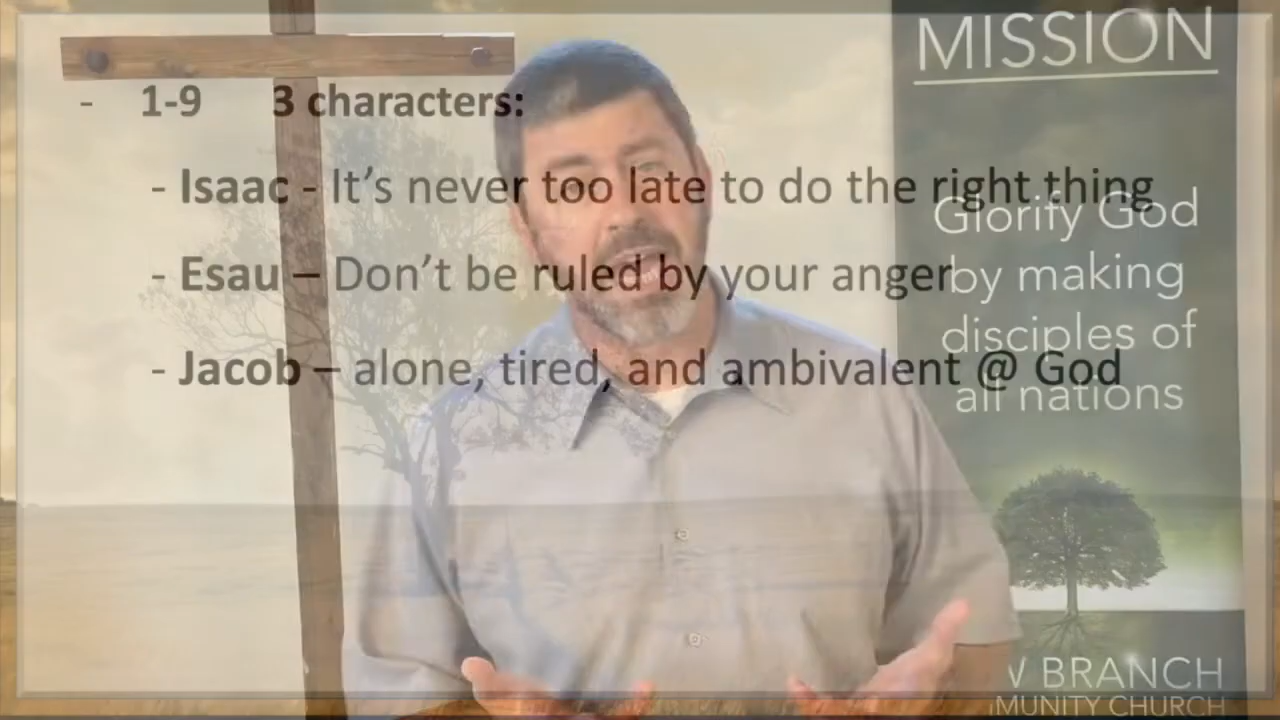 - 1-9 3 characters:
- Isaac - It's never too late to do the right thing
- Esau – Don't be ruled by your anger
- Jacob – alone, tired, and ambivalent @ God
MISSION
Glorify God
by making
disciples of
all nations
BRANCH
CHURCH